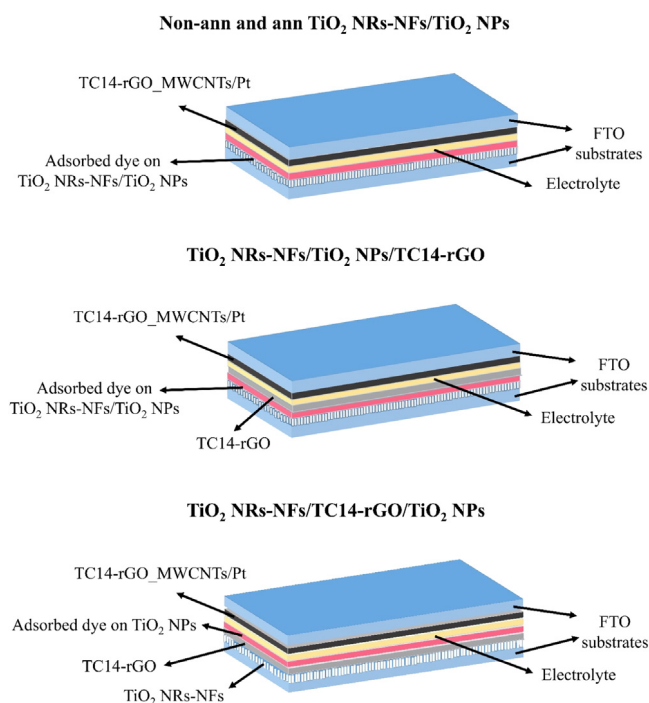 Non-ann and ann TiO₂ NRs-NFs/TiO₂ NPs
TC14-rGO_MWCNTs/Pt
FTO
substrates
Adsorbed dye on
TiO₂ NRs-NFs/TiO₂ NPs
Electrolyte
TiO₂ NRs-NFs/TiO₂ NPs/TC14-rGO
TC14-rGO_MWCNTs/Pt
FTO
substrates
Adsorbed dye on
TiO₂ NRs-NFs/TiO₂ NPs
Electrolyte
TC14-rGO
TiO₂ NRs-NFs/TC14-rGO/TiO₂ NPs
TC14-rGO_MWCNTs/Pt
Adsorbed dye on TiO₂ NPs
FTO
substrates
TC14-rGO
Electrolyte
TiO₂ NRs-NFs